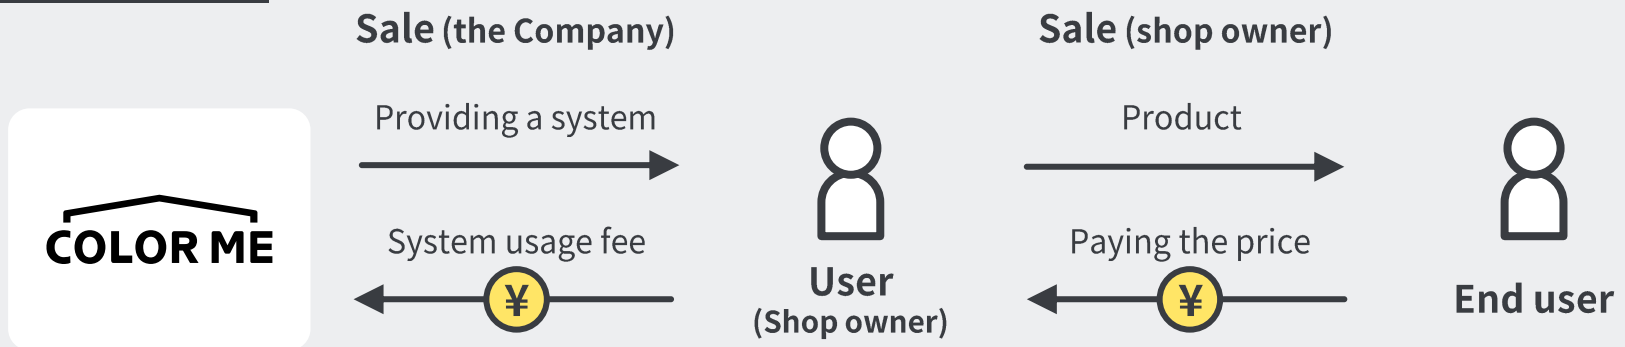 Sale (the Company)
Sale (shop owner)
Providing a system
Product
COLOR ME
System usage fee
¥
User
(Shop owner)
Paying the price
¥
End user